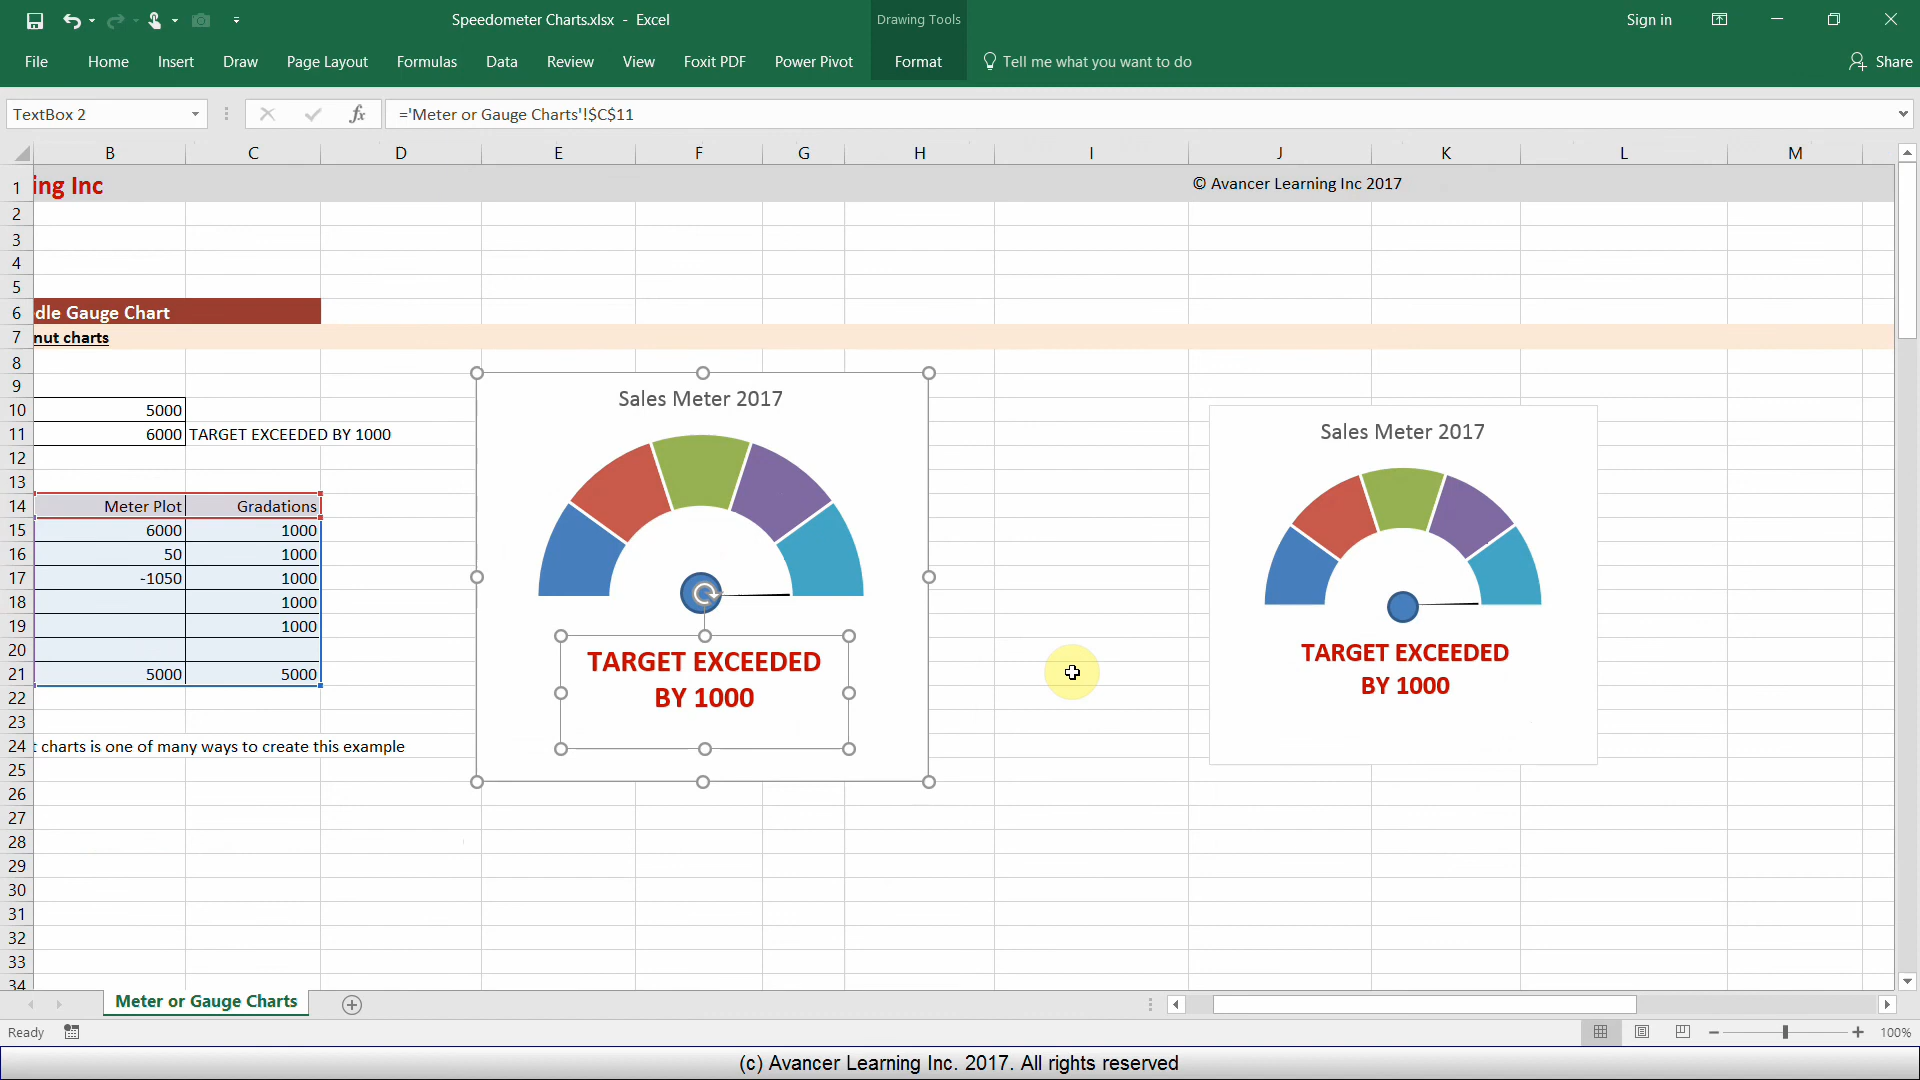 Speedometer Charts.xlsx - Excel
Drawing Tools
Sign in
File Home Insert Draw Page Layout Formulas Data Review View Foxit PDF Power Pivot Format Tell me what you want to do Share
TextBox 2 fx ='Meter or Gauge Charts'!$C$11
B C D E F G H I J K L M
1 ing Inc © Avancer Learning Inc 2017
2
3
4
5
6 dle Gauge Chart
7 nut charts
8
9
10 5000
11 6000 TARGET EXCEEDED BY 1000
12
13
14 Meter Plot Gradations
15 6000 1000
16 50 1000
17 -1050 1000
18 1000
19 1000
20
21 5000 5000
22
23
24 t charts is one of many ways to create this example
25
26
27
28
29
30
31
32
33
34
Sales Meter 2017
TARGET EXCEEDED
BY 1000
Sales Meter 2017
TARGET EXCEEDED
BY 1000
Meter or Gauge Charts
Ready 100%
(c) Avancer Learning Inc. 2017. All rights reserved